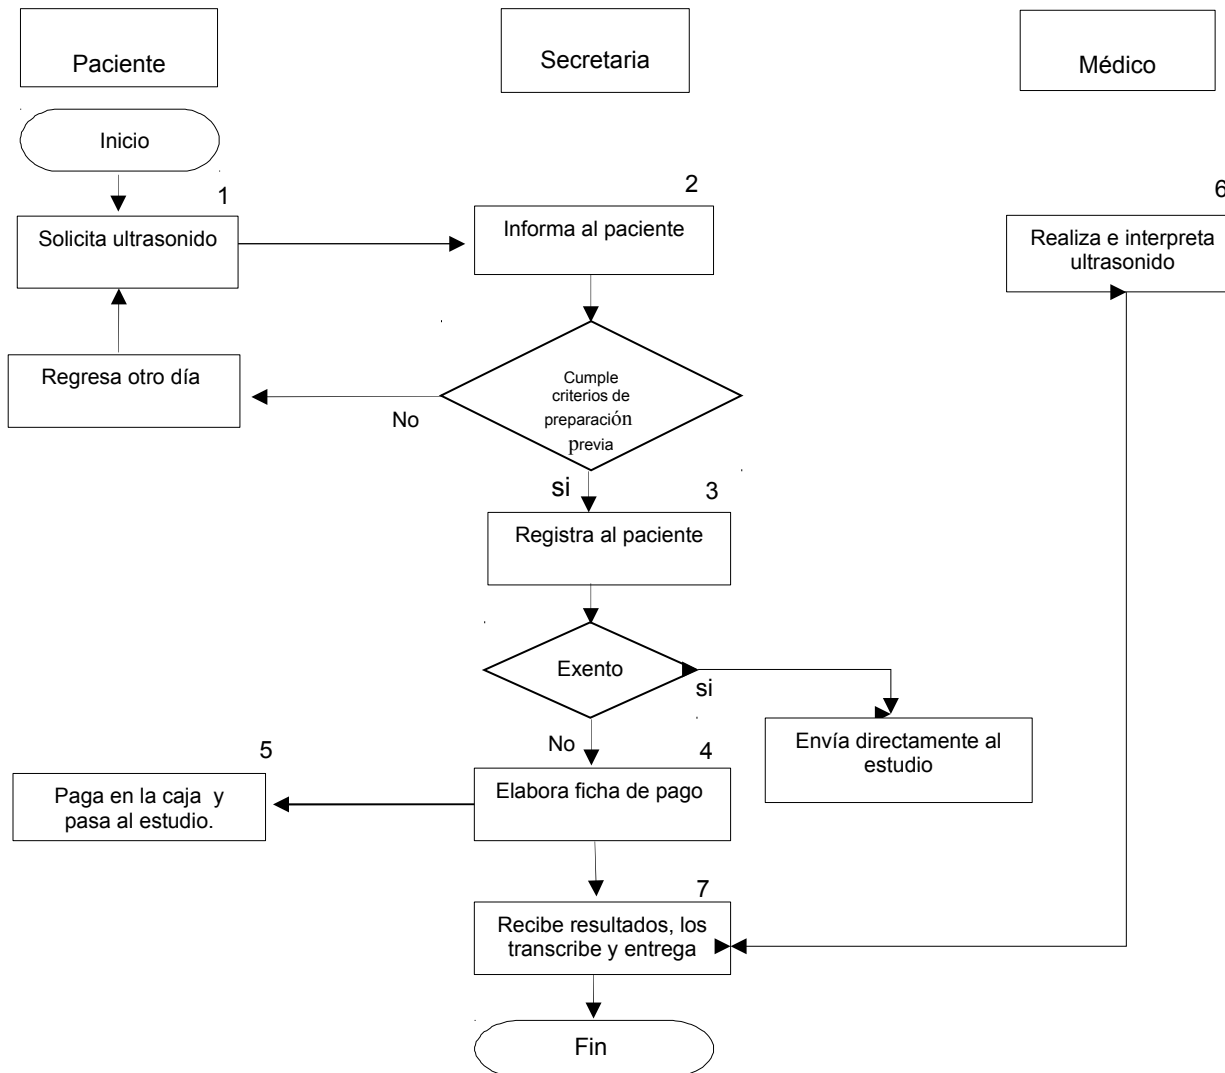 Paciente
Secretaria
Médico
Inicio
1
Solicita ultrasonido
2
Informa al paciente
6
Realiza e interpreta
ultrasonido
Regresa otro día
No
Cumple
criterios de
preparación
previa
si
3
Registra al paciente
Exento
si
No
Envía directamente al
estudio
5
Paga en la caja y
pasa al estudio.
4
Elabora ficha de pago
7
Recibe resultados, los
transcribe y entrega
Fin